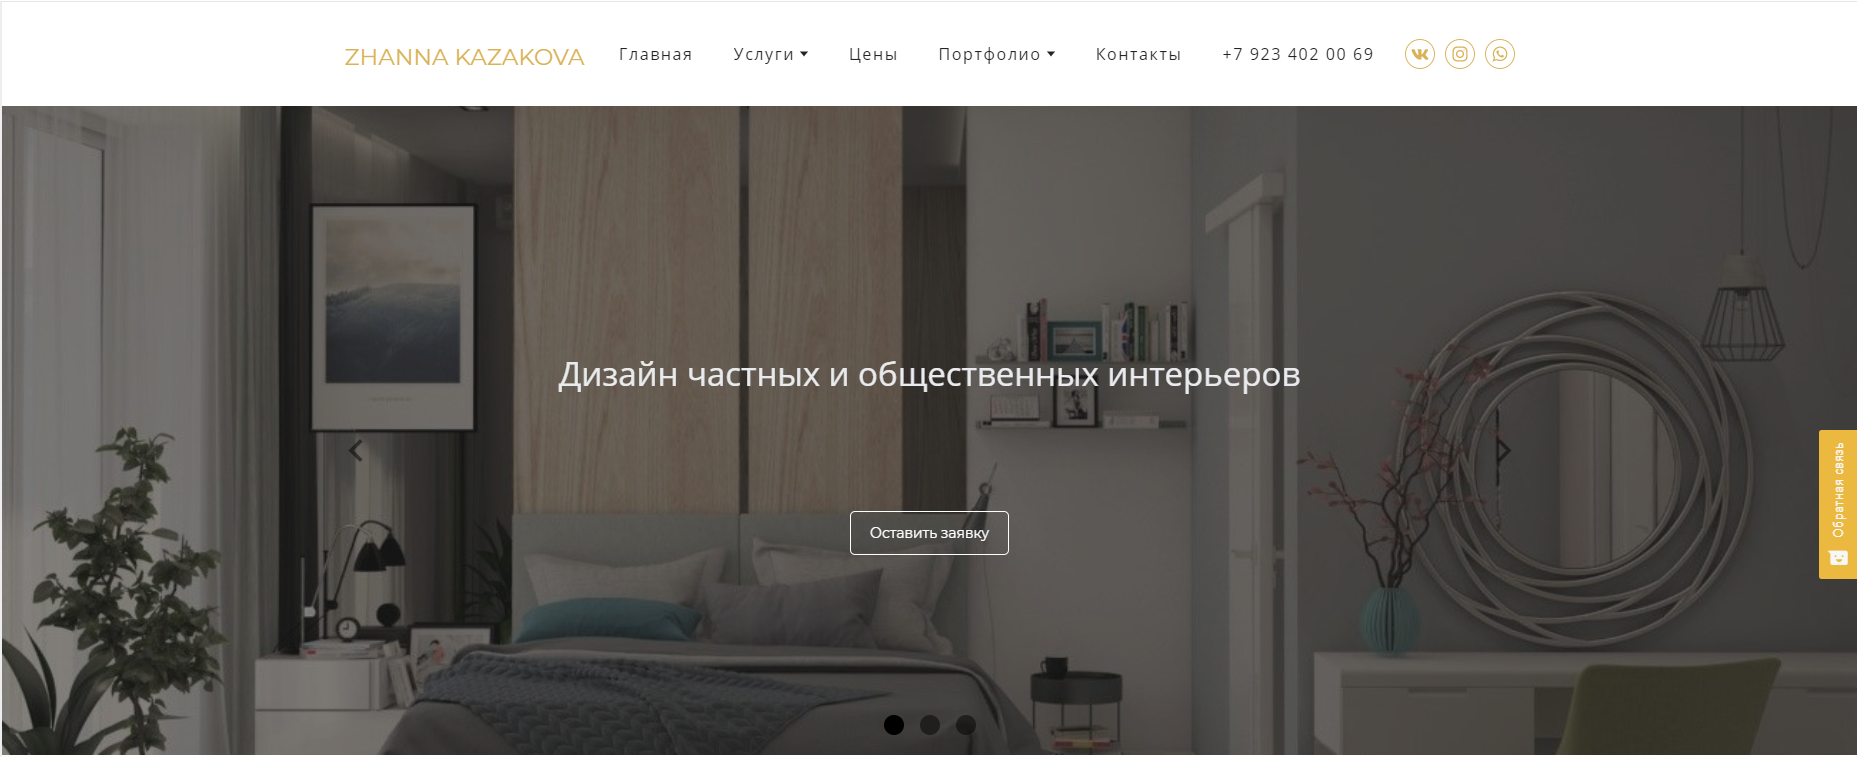 ZHANNA KAZAKOVA Главная Услуги Цены Портфолио Контакты +7 923 402 00 69
Дизайн частных и общественных интерьеров
Оставить заявку
Обратная связь